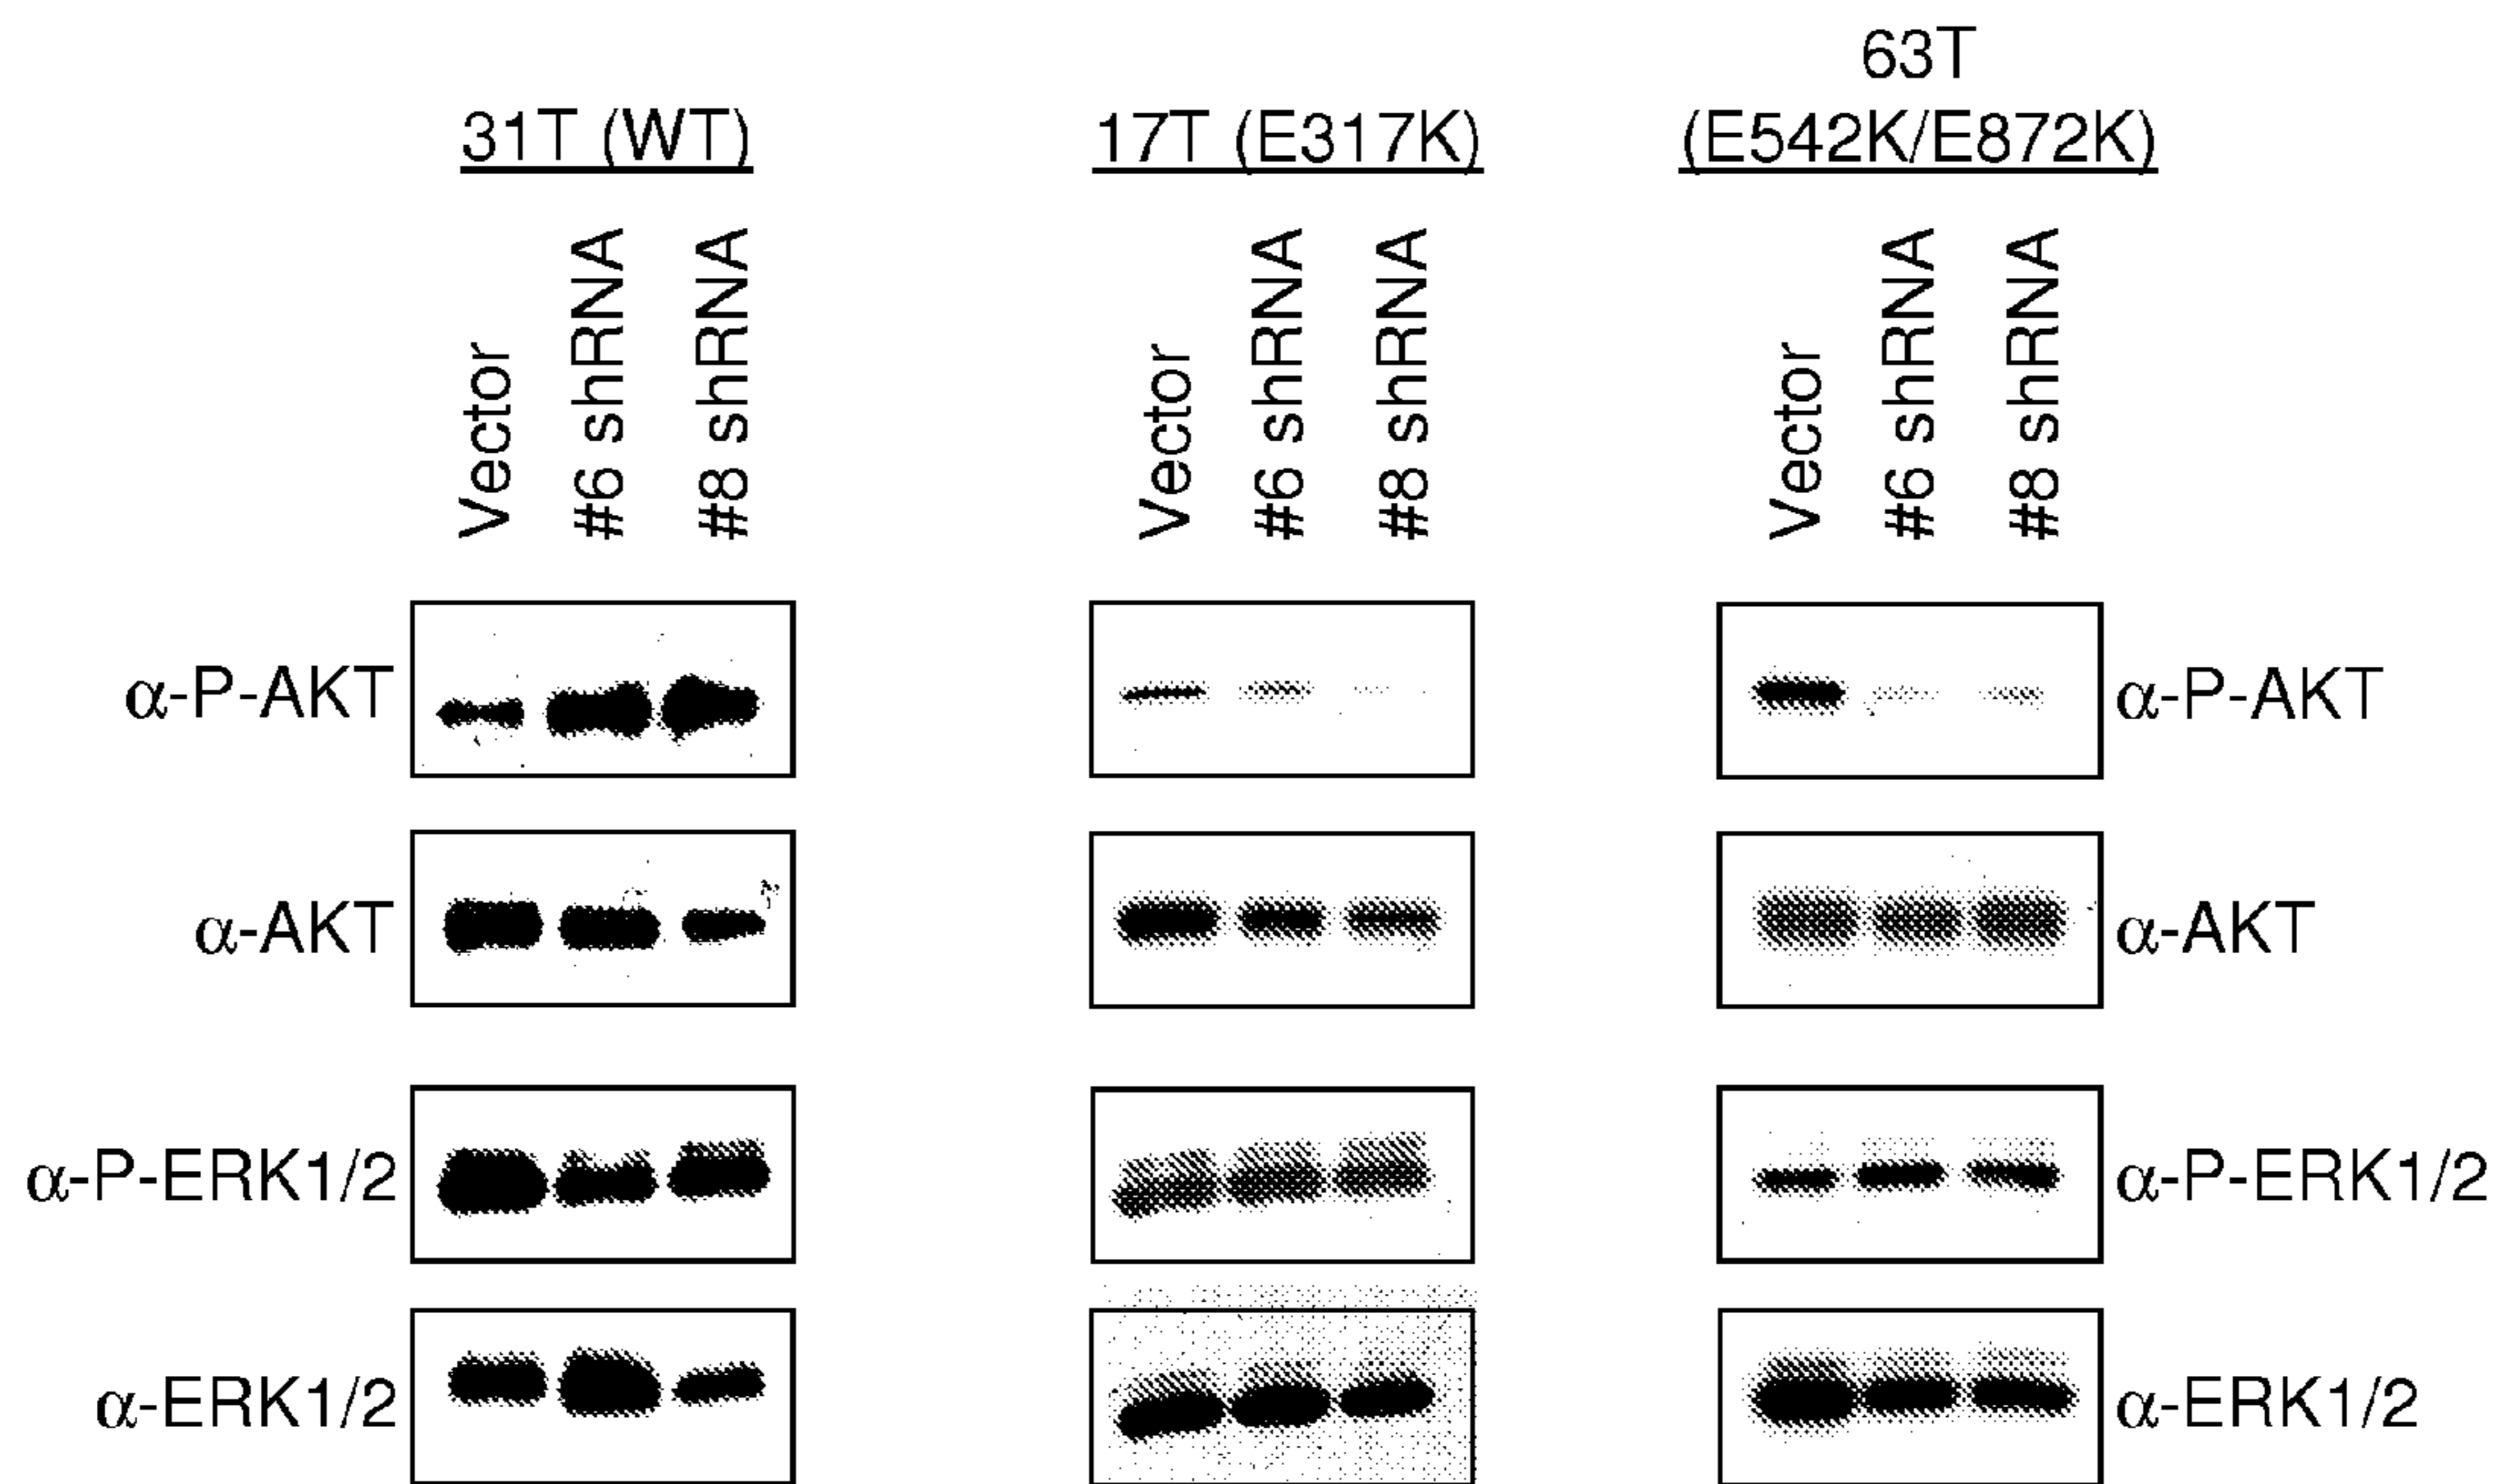 63T
31T (WT) 17T (E317K) (E542K/E872K)
Vector #6 shRNA #8 shRNA Vector #6 shRNA #8 shRNA Vector #6 shRNA #8 shRNA
α-P-AKT α-P-AKT
α-AKT α-AKT
α-P-ERK1/2 α-P-ERK1/2
α-ERK1/2 α-ERK1/2